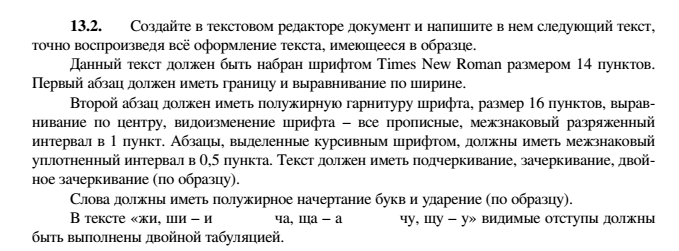 13.2. Создайте в текстовом редакторе документ и напишите в нем следующий текст,
точно воспроизведя всё оформление текста, имеющееся в образце.
Данный текст должен быть набран шрифтом Times New Roman размером 14 пунктов.
Первый абзац должен иметь границу и выравнивание по ширине.
Второй абзац должен иметь полужирную гарнитуру шрифта, размер 16 пунктов, вырав-
нивание по центру, видоизменение шрифта – все прописные, межзнаковый разряженный
интервал в 1 пункт. Абзацы, выделенные курсивным шрифтом, должны иметь межзнаковый
уплотненный интервал в 0,5 пункта. Текст должен иметь подчеркивание, зачеркивание, двой-
ное зачеркивание (по образцу).
Слова должны иметь полужирное начертание букв и ударение (по образцу).
В тексте «жи, ши – и ча, ща – а чу, щу – у» видимые отступы должны
быть выполнены двойной табуляцией.